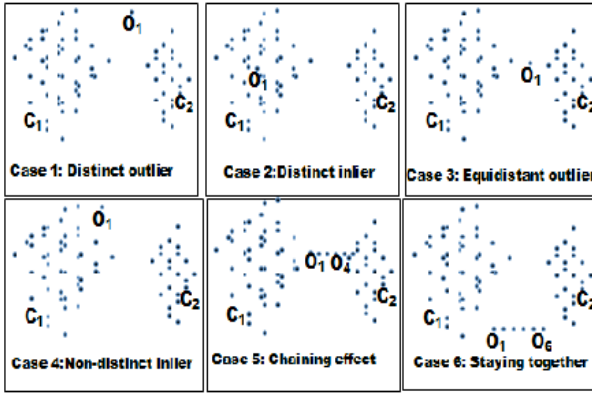 O1
C1
C2
Case 1: Distinct outlier
O1
C1
C2
Case 2:Distinct inlier
O1
C1
C2
Case 3: Equidistant outlier
O1
C1
C2
Case 4:Non-distinct inlier
O1 O4
C1
C2
Case 5: Chaining effect
C1
C2
O1 O6
Case 6: Staying together